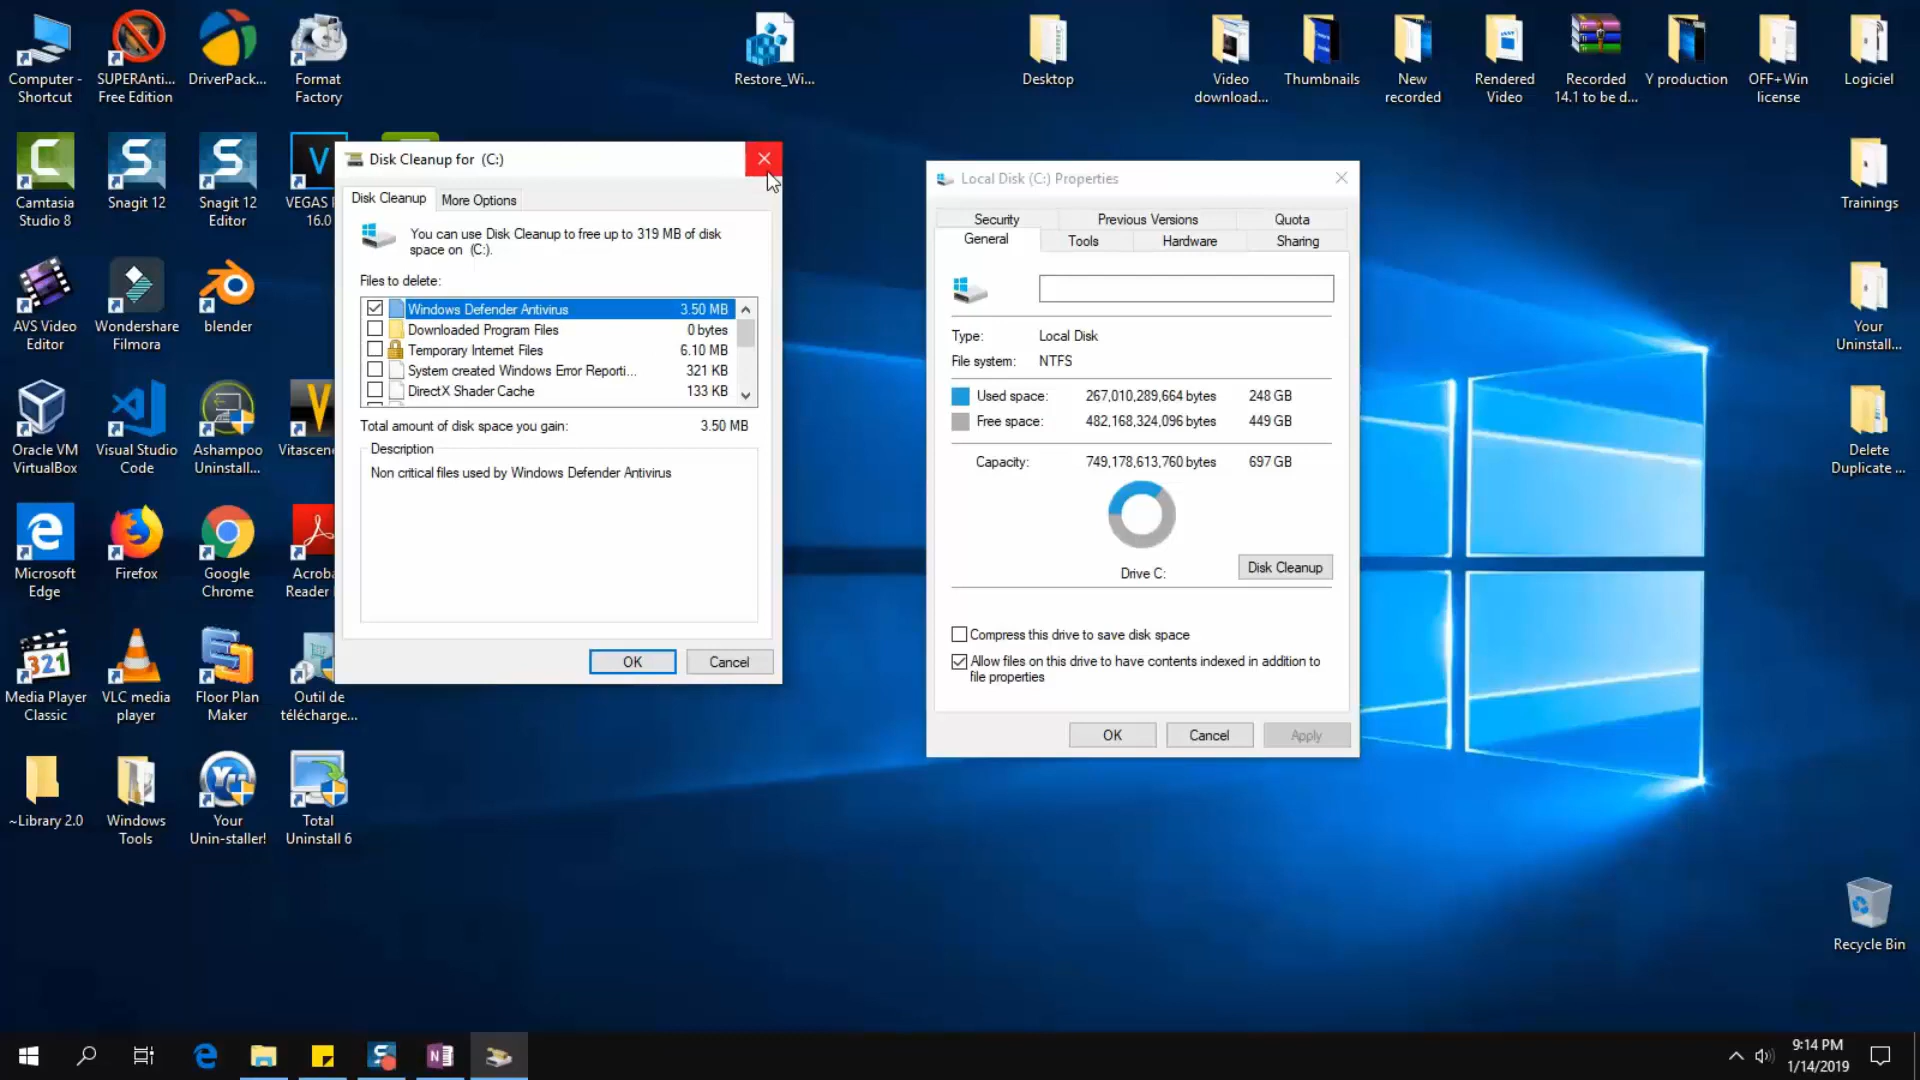 Computer -
Shortcut
SUPERAnti...
Free Edition
DriverPack...
Format
Factory
Restore_Wi...
Desktop
Video
download...
Thumbnails
New
recorded
Rendered
Video
Recorded
14.1 to be d...
Y production
OFF+Win
license
Logiciel
Camtasia
Studio 8
Snagit 12
Snagit 12
Editor
VEGAS
16.0
Trainings
AVS Video
Editor
Wondershare
Filmora
blender
Your
Uninstall...
Oracle VM
VirtualBox
Visual Studio
Code
Ashampoo
Uninstall...
Vitascen
Delete
Duplicate ...
Microsoft
Edge
Firefox
Google
Chrome
Acroba
Reader
Media Player
Classic
VLC media
player
Floor Plan
Maker
Outil de
télécharge...
~Library 2.0
Windows
Tools
Your
Unin-staller!
Total
Uninstall 6
Recycle Bin
Disk Cleanup for (C:)
Disk Cleanup
More Options
You can use Disk Cleanup to free up to 319 MB of disk
space on (C:).
Files to delete:
Windows Defender Antivirus 3.50 MB
Downloaded Program Files 0 bytes
Temporary Internet Files 6.10 MB
System created Windows Error Reporti... 321 KB
DirectX Shader Cache 133 KB
Total amount of disk space you gain: 3.50 MB
Description
Non critical files used by Windows Defender Antivirus
OK
Cancel
Local Disk (C:) Properties
Security
Previous Versions
Quota
General
Tools
Hardware
Sharing
Type: Local Disk
File system: NTFS
Used space: 267,010,289,664 bytes 248 GB
Free space: 482,168,324,096 bytes 449 GB
Capacity: 749,178,613,760 bytes 697 GB
Drive C:
Disk Cleanup
Compress this drive to save disk space
Allow files on this drive to have contents indexed in addition to
file properties
OK
Cancel
Apply
9:14 PM
1/14/2019